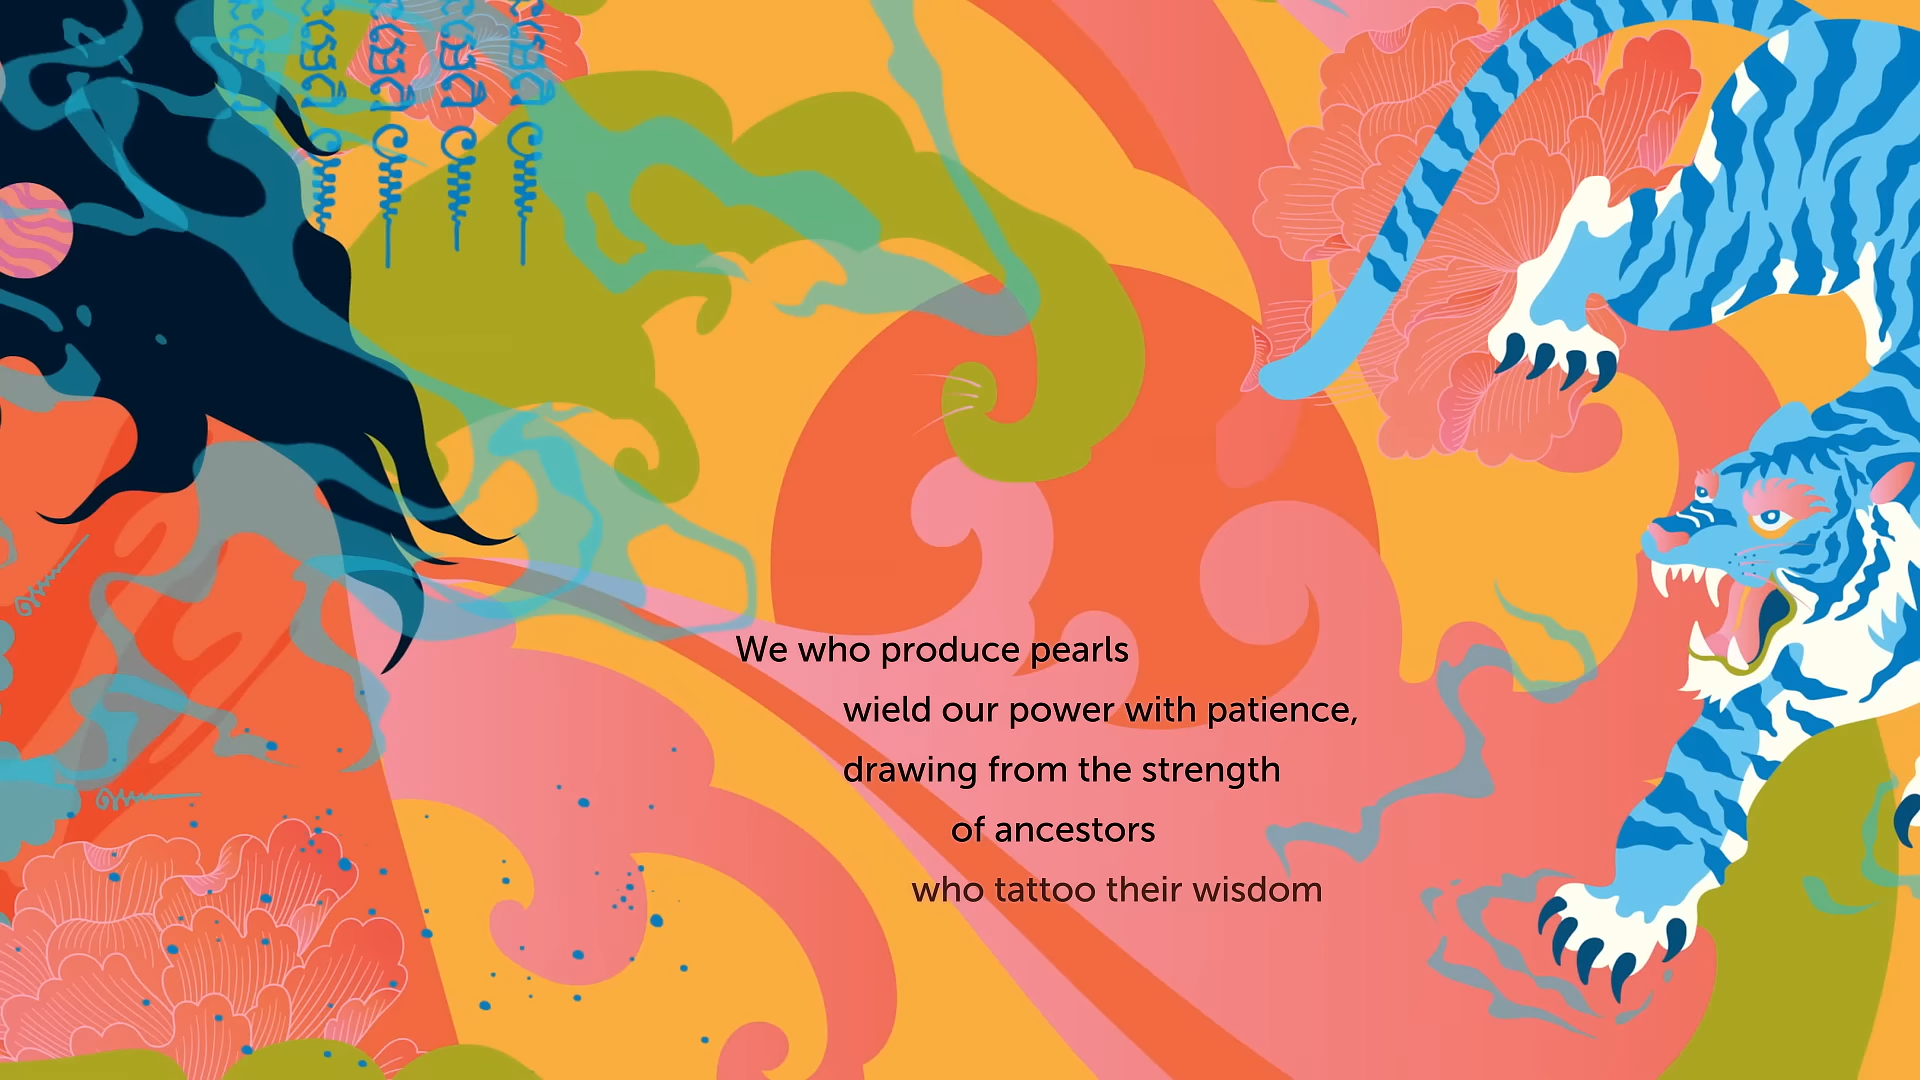 We who produce pearls
wield our power with patience,
drawing from the strength
of ancestors
who tattoo their wisdom